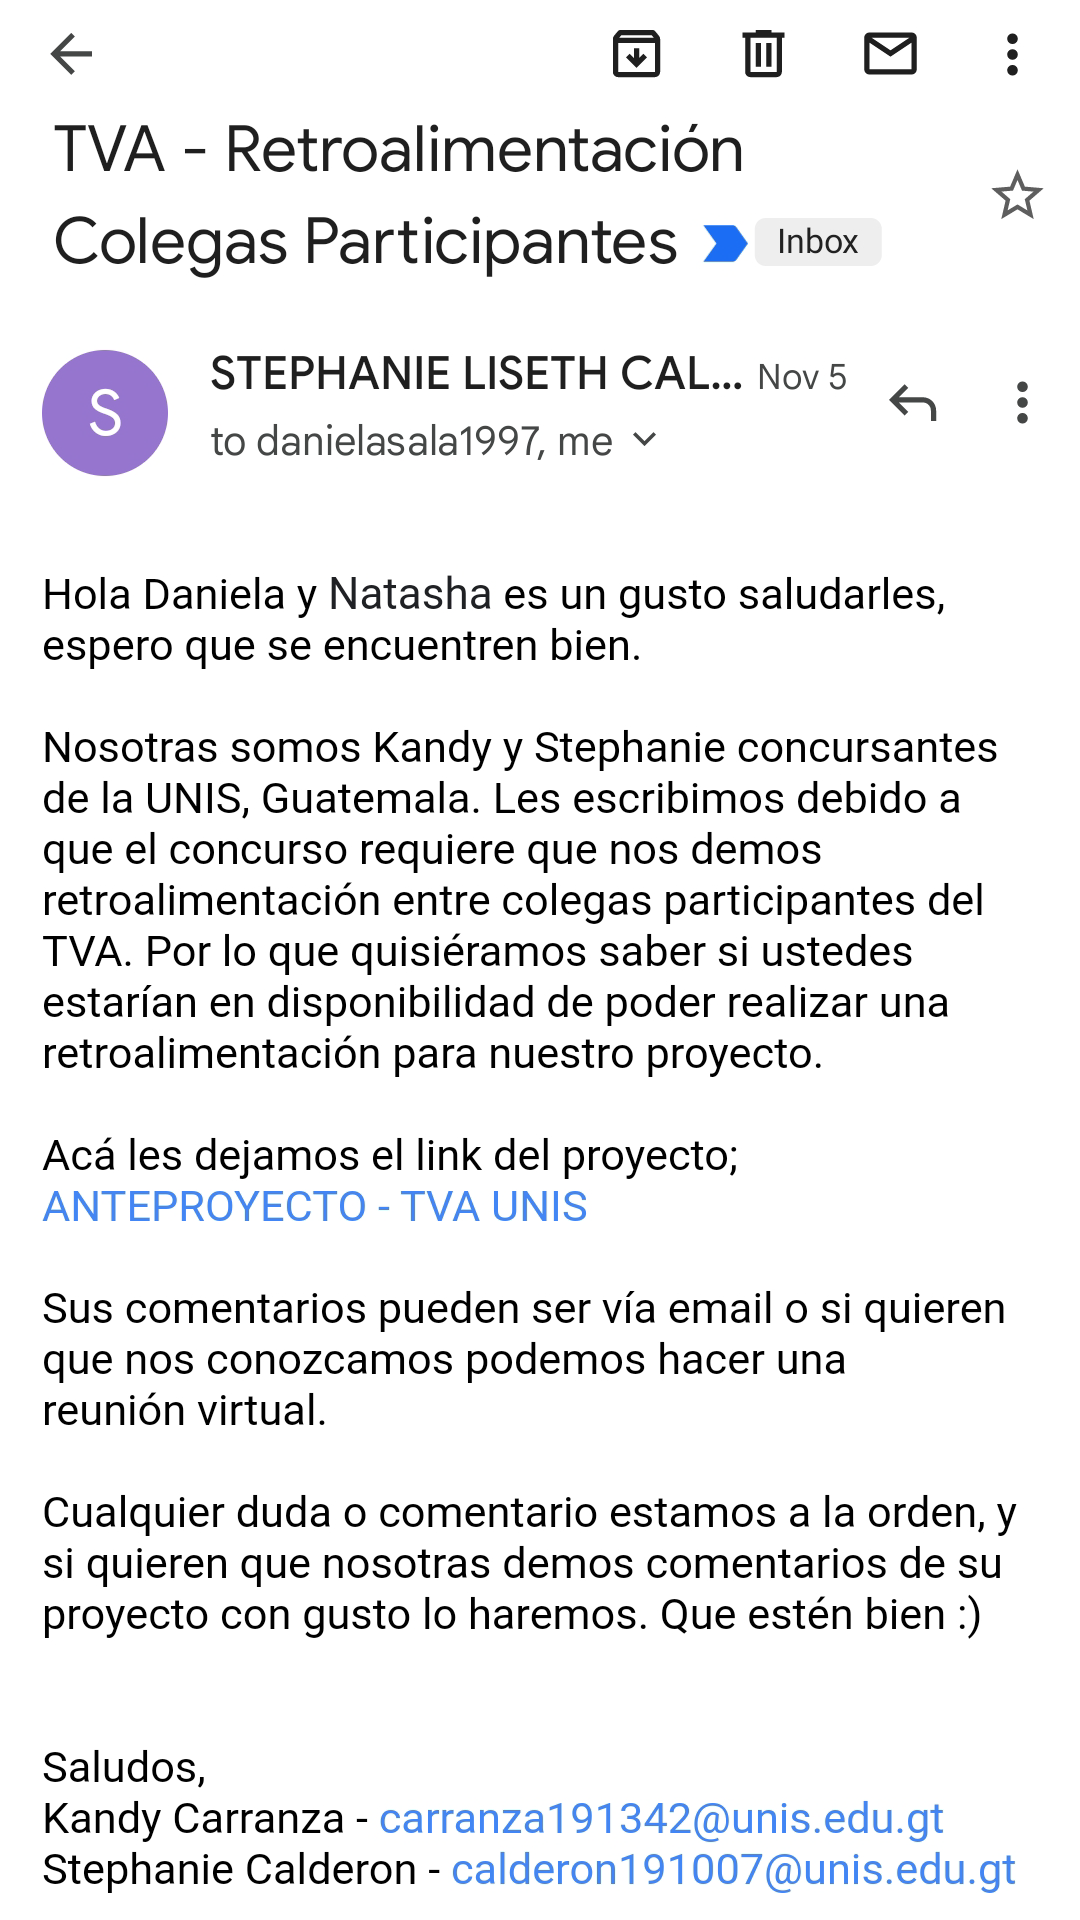 TVA - Retroalimentación
Colegas Participantes Inbox
S
STEPHANIE LISETH CAL... Nov 5
to danielasala1997, me
Hola Daniela y Natasha es un gusto saludarles,
espero que se encuentren bien.
Nosotras somos Kandy y Stephanie concursantes
de la UNIS, Guatemala. Les escribimos debido a
que el concurso requiere que nos demos
retroalimentación entre colegas participantes del
TVA. Por lo que quisiéramos saber si ustedes
estarían en disponibilidad de poder realizar una
retroalimentación para nuestro proyecto.
Acá les dejamos el link del proyecto;
ANTEPROYECTO - TVA UNIS
Sus comentarios pueden ser vía email o si quieren
que nos conozcamos podemos hacer una
reunión virtual.
Cualquier duda o comentario estamos a la orden, y
si quieren que nosotras demos comentarios de su
proyecto con gusto lo haremos. Que estén bien :)
Saludos,
Kandy Carranza - carranza191342@unis.edu.gt
Stephanie Calderon - calderon191007@unis.edu.gt